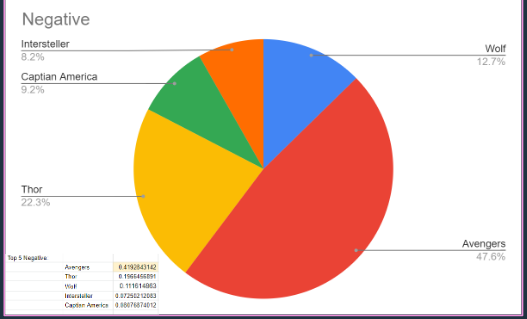 Negative
Intersteller
8.2%
Wolf
12.7%
Captian America
9.2%
Thor
22.3%
Avengers
47.6%
Top 5 Negative
Avengers 0.4192843142
Thor 0.1966466891
Wolf 0.111614863
Intersteller 0.07250212083
Captian America 0.08076874012